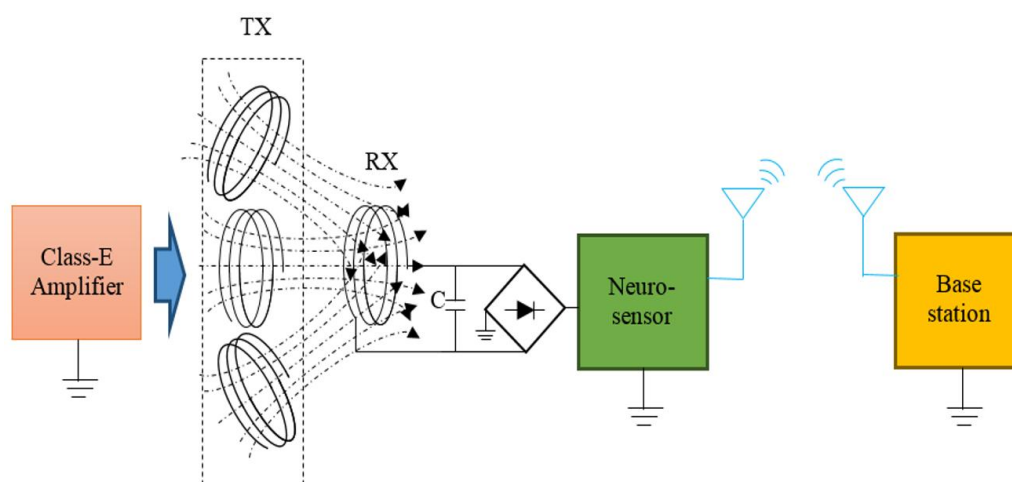 TX
RX
Class-E
Amplifier
C
Neuro-
sensor
Base
station